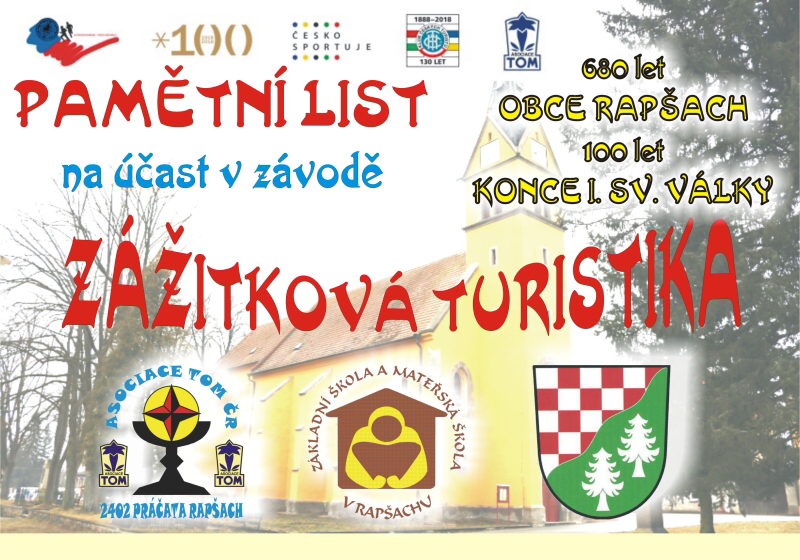 *100
ČESKO
SPORTUJE
1888-2018
130 LET
ASOCIACE
TOM
680 let
OBCE RAPŠACH
100 let
KONCE I. SV. VÁLKY
PAMĚTNÍ LIST
na účast v závodě
ZÁŽITKOVÁ TURISTIKA
ASOCIACE TOM ČR
ASOCIACE
TOM
ASOCIACE
TOM
2402 PRÁČATA RAPŠACH
ZÁKLADNÍ ŠKOLA A MATEŘSKÁ ŠKOLA
V RAPŠACHU